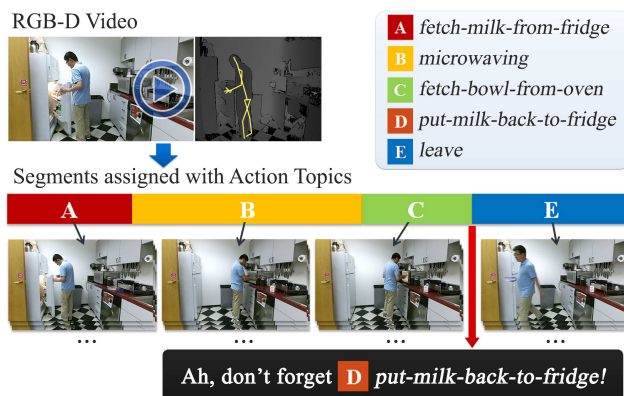 RGB-D Video
A fetch-milk-from-fridge
B microwaving
C fetch-bowl-from-oven
D put-milk-back-to-fridge
E leave
Segments assigned with Action Topics
A B C E
... ... ... ...
Ah, don't forget D put-milk-back-to-fridge!